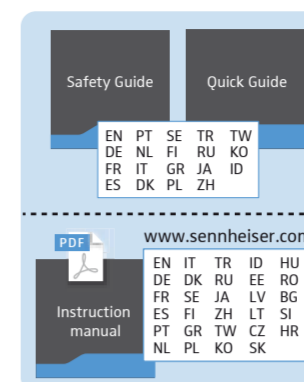 Safety Guide
Quick Guide
EN PT SE TR TW
DE NL FI RU KO
FR IT GR JA ID
ES DK PL ZH
www.sennheiser.com
PDF
Instruction
manual
EN IT TR ID HU
DE DK RU EE RO
FR SE JA LV BG
ES FI ZH LT SI
PT GR TW CZ HR
NL PL KO SK